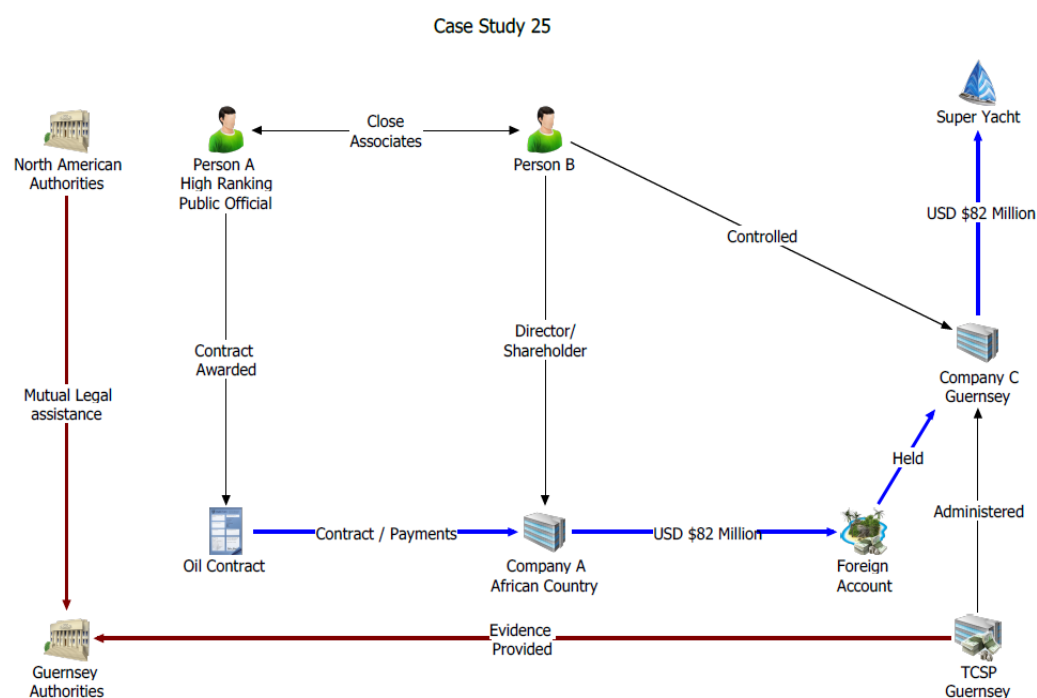 Case Study 25
Super Yacht
North American
Authorities
Person A
High Ranking
Public Official
Close
Associates
Person B
USD $82 Million
Controlled
Contract
Awarded
Director/
Shareholder
Mutual Legal
assistance
Company C
Guernsey
Held
Administered
Oil Contract
Contract / Payments
Company A
African Country
USD $82 Million
Foreign
Account
Evidence
Provided
Guernsey
Authorities
TCSP
Guernsey